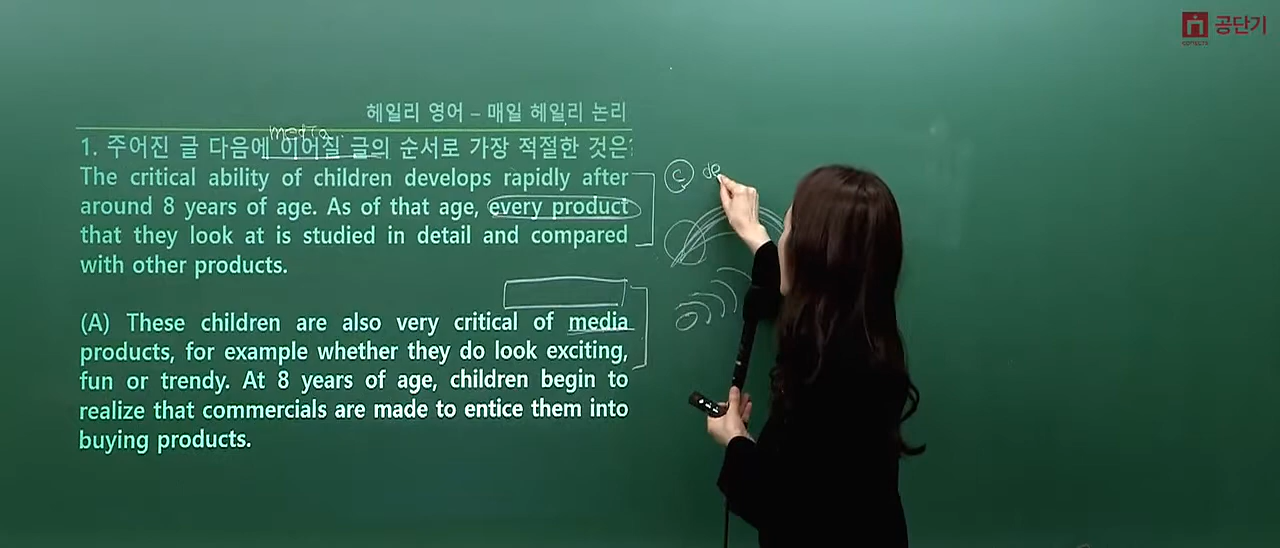 공단기
CONECTS
헤일리 영어 – 매일 헤일리 논리
media
1. 주어진 글 다음에 이어질 글의 순서로 가장 적절한 것은?
The critical ability of children develops rapidly after
around 8 years of age. As of that age, every product
that they look at is studied in detail and compared
with other products.
C de
(A) These children are also very critical of media
products, for example whether they do look exciting,
fun or trendy. At 8 years of age, children begin to
realize that commercials are made to entice them into
buying products.